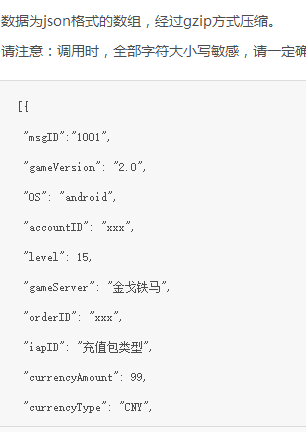 数据为json格式的数组，经过gzip方式压缩。
请注意：调用时，全部字符大小写敏感，请一定确
[{
"msgID":"1001",
"gameVersion": "2.0",
"OS": "android",
"accountID": "xxx",
"level": 15,
"gameServer": "金戈铁马",
"orderID": "xxx",
"iapID": "充值包类型",
"currencyAmount": 99,
"currencyType": "CNY",